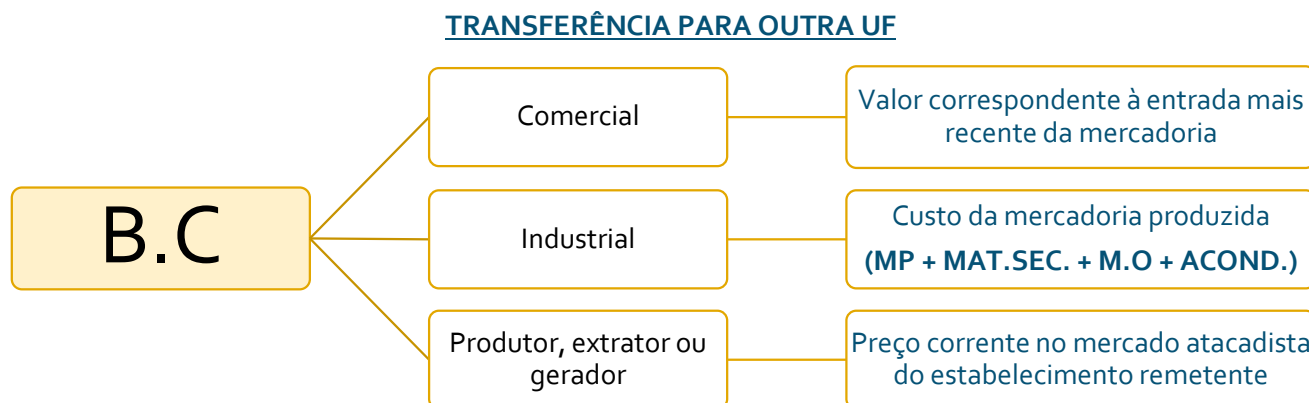 TRANSFERÊNCIA PARA OUTRA UF
B.C
Comercial
Valor correspondente à entrada mais
recente da mercadoria
Industrial
Custo da mercadoria produzida
(MP + MAT.SEC. + M.O + ACOND.)
Produtor, extrator ou
gerador
Preço corrente no mercado atacadista
do estabelecimento remetente